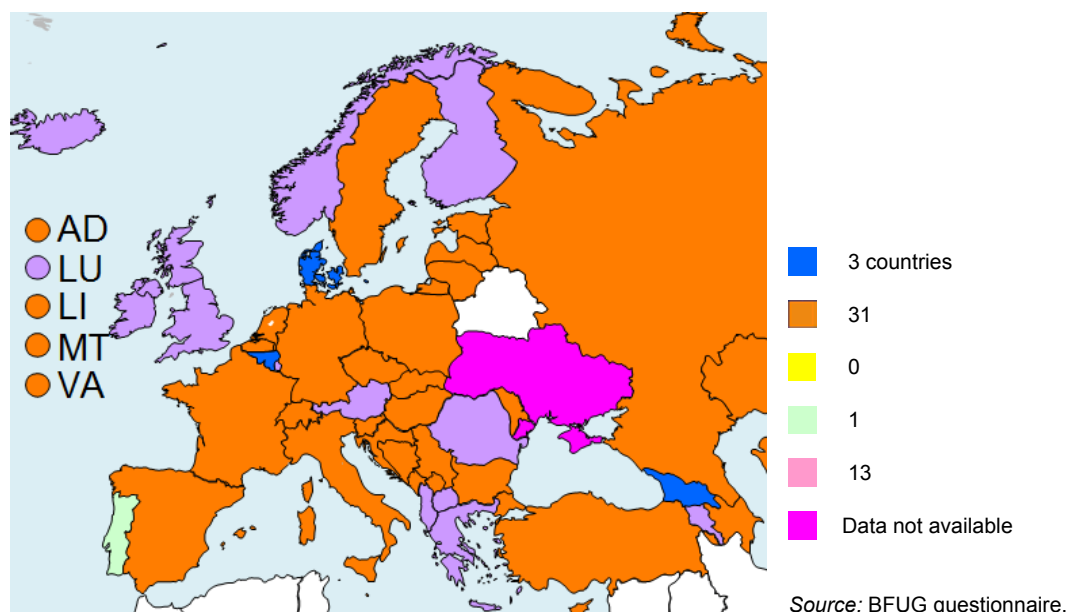 AD
LU
LI
MT
VA
3 countries
31
0
1
13
Data not available
Source: BFUG questionnaire.